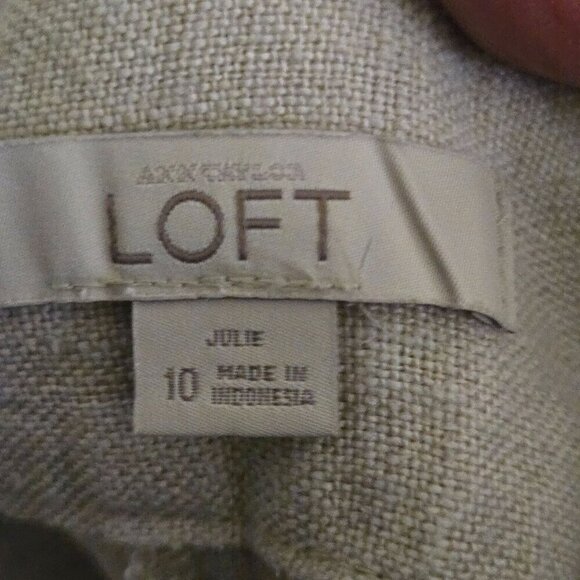 ANN TAYLOR
LOFT
JULIE
10 MADE IN
INDONESIA